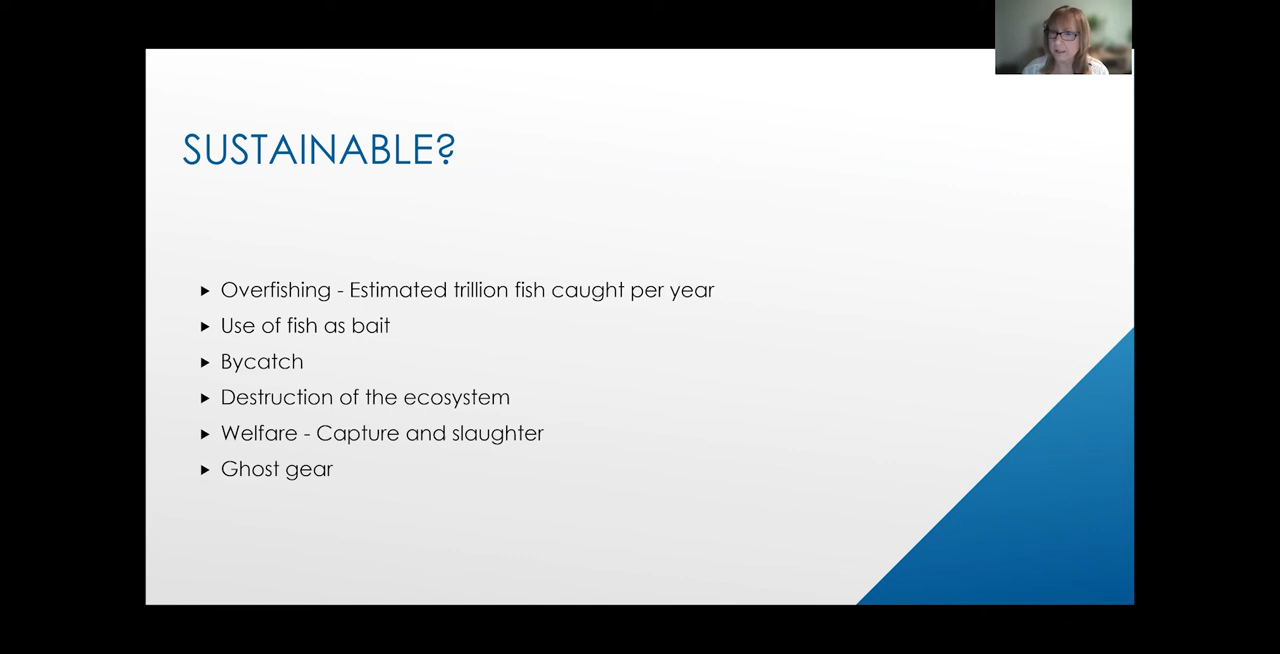 SUSTAINABLE?
Overfishing - Estimated trillion fish caught per year
Use of fish as bait
Bycatch
Destruction of the ecosystem
Welfare - Capture and slaughter
Ghost gear